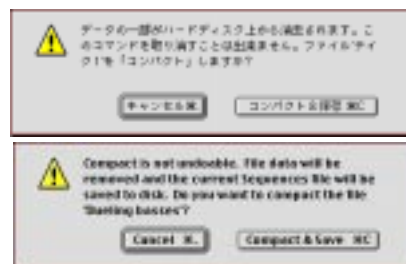 データの一部がハードディスク上から消去されます。こ
のコマンドを取り消すことは出来ません。ファイル'テイ
ク1'を「コンパクト」しますか?
キャンセル ⌘.
コンパクト&保存 ⌘C
Compact is not undoable. File data will be
removed and the current Sequences file will be
saved to disk. Do you want to compact the file
'Dueling basses'?
Cancel ⌘.
Compact & Save ⌘C